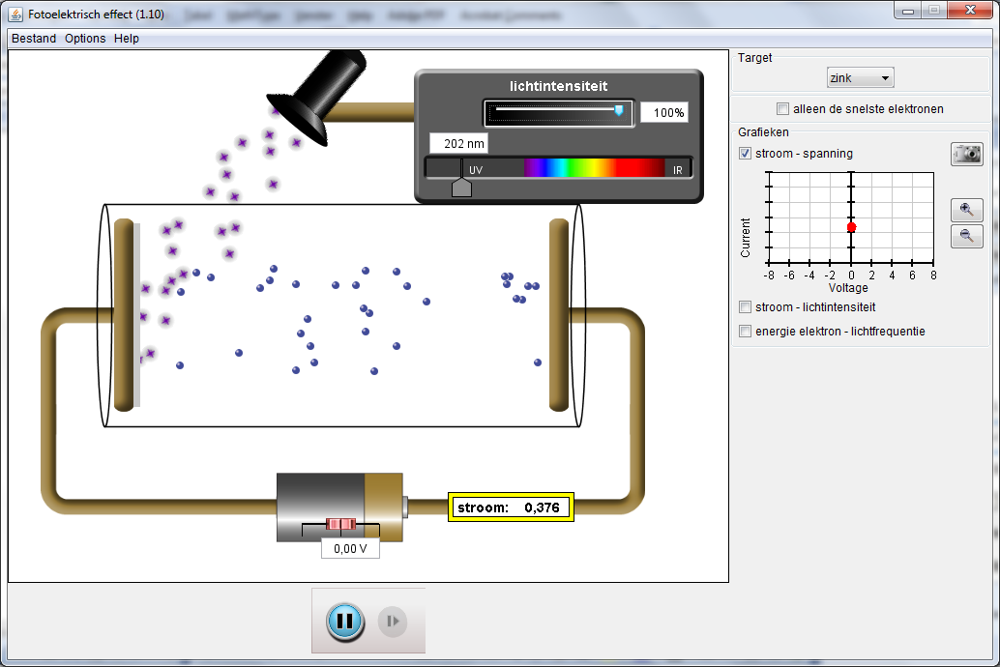 Fotoelektrisch effect (1.10)
Bestand Options Help
lichtintensiteit
100%
202 nm
UV
IR
stroom: 0,376
0,00 V
Target
zink
alleen de snelste elektronen
Grafieken
stroom - spanning
Current
-8 -6 -4 -2 0 2 4 6 8
Voltage
stroom - lichtintensiteit
energie elektron - lichtfrequentie